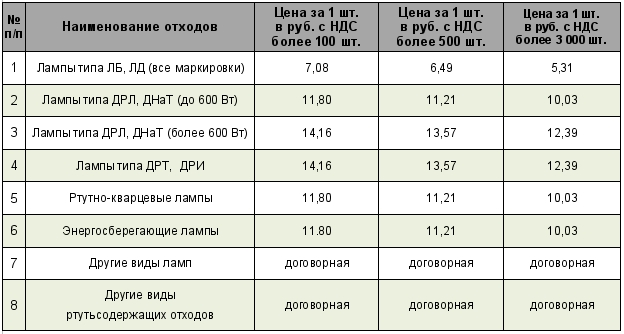 № п/п | Наименование отходов | Цена за 1 шт. в руб. с НДС более 100 шт. | Цена за 1 шт. в руб. с НДС более 500 шт. | Цена за 1 шт. в руб. с НДС более 3 000 шт.
1 | Лампы типа ЛБ, ЛД (все маркировки) | 7,08 | 6,49 | 5,31
2 | Лампы типа ДРЛ, ДНаТ (до 600 Вт) | 11,80 | 11,21 | 10,03
3 | Лампы типа ДРЛ, ДНаТ (более 600 Вт) | 14,16 | 13,57 | 12,39
4 | Лампы типа ДРТ, ДРИ | 14,16 | 13,57 | 12,39
5 | Ртутно-кварцевые лампы | 11,80 | 11,21 | 10,03
6 | Энергосберегающие лампы | 11.80 | 11,21 | 10,03
7 | Другие виды ламп | договорная | договорная | договорная
8 | Другие виды ртутьсодержащих отходов | договорная | договорная | договорная